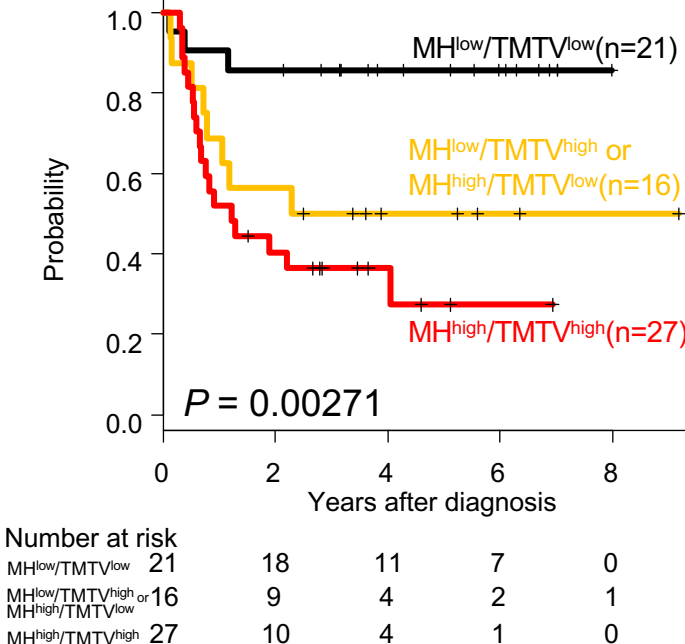 1.0
0.8
0.6
0.4
0.2
0.0
Probability
MHlow/TMTVlow(n=21)
MHlow/TMTVhigh or
MHhigh/TMTVlow(n=16)
MHhigh/TMTVhigh(n=27)
P = 0.00271
0 2 4 6 8
Years after diagnosis
Number at risk
MHlow/TMTVlow 21 18 11 7 0
MHlow/TMTVhigh or
MHhigh/TMTVlow 16 9 4 2 1
MHhigh/TMTVhigh 27 10 4 1 0